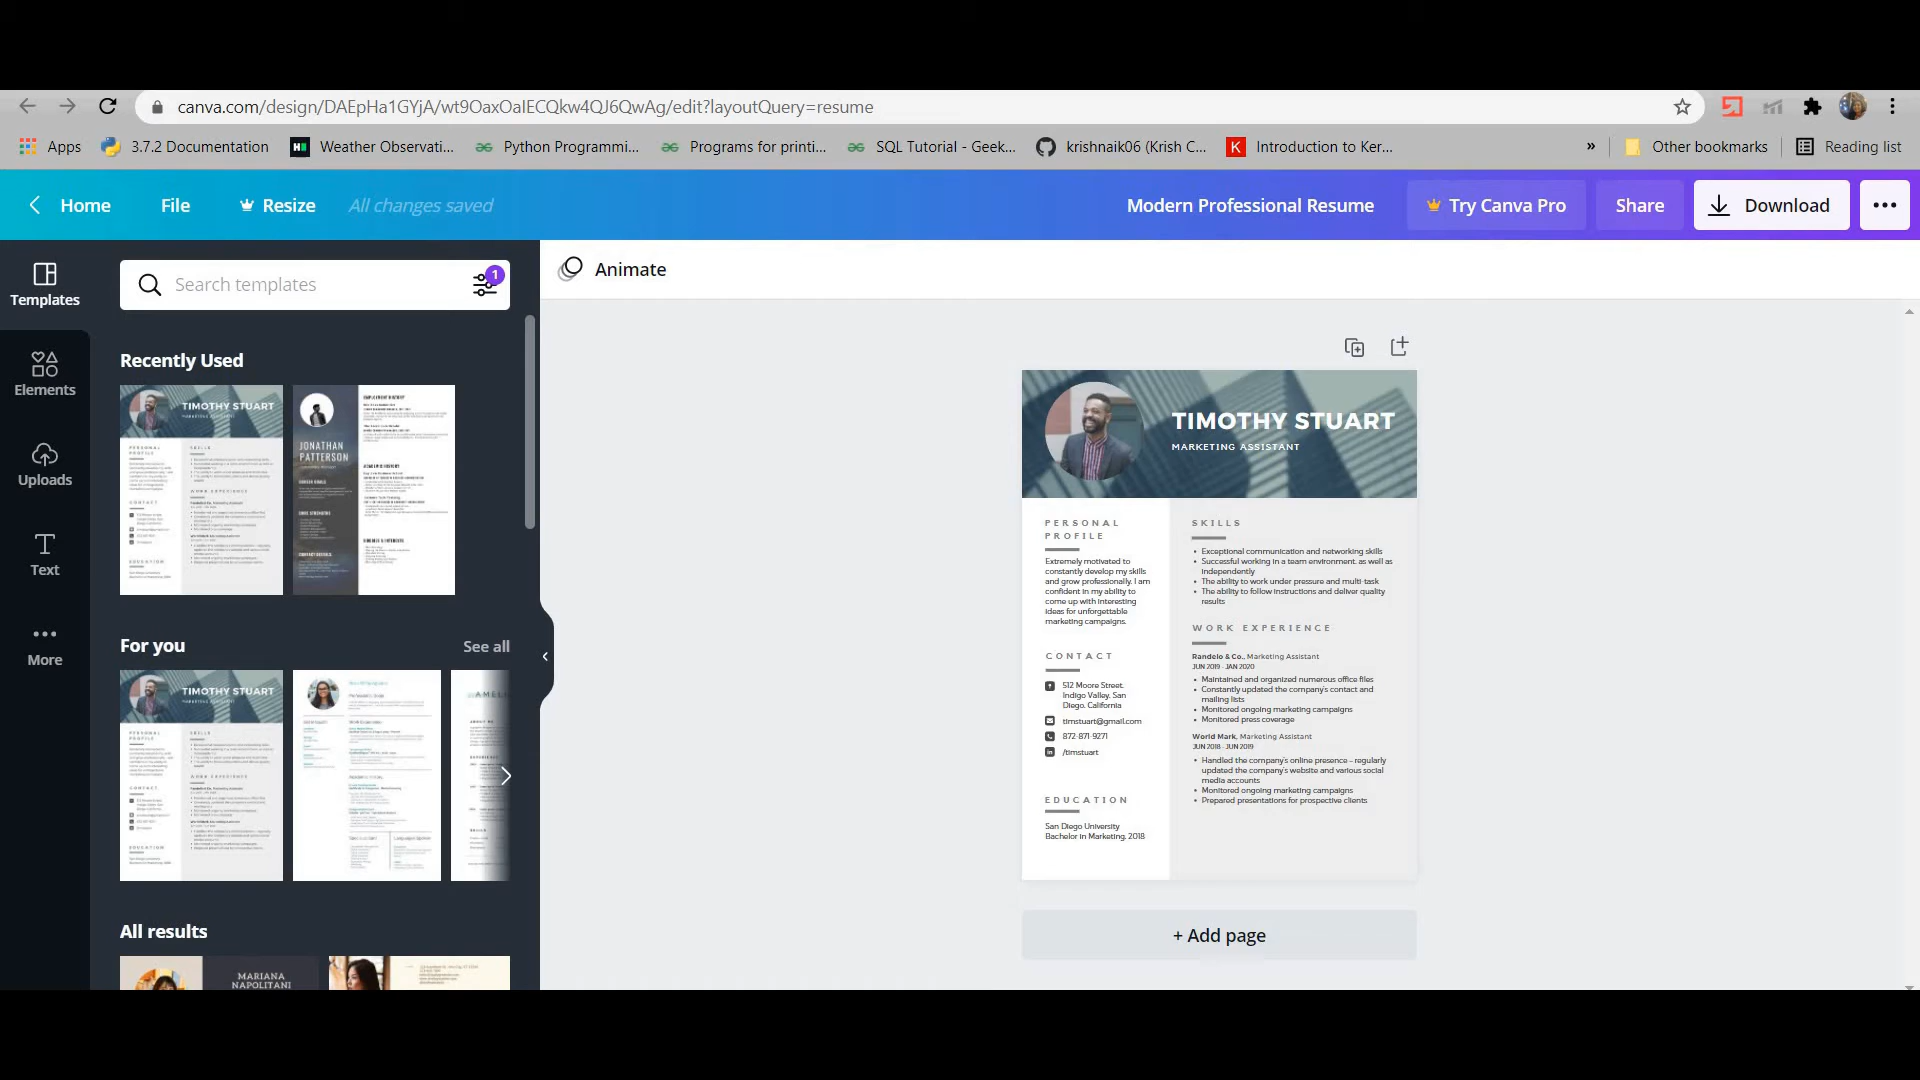 canva.com/design/DAEpHa1GYjA/wt9OaxOaIECQkw4QJ6QwAg/edit?layoutQuery=resume
Apps 3.7.2 Documentation Weather Observati... Python Programmi... Programs for printi... SQL Tutorial - Geek... krishnaik06 (Krish C... Introduction to Ker... » Other bookmarks Reading list
Home File Resize All changes saved Modern Professional Resume Try Canva Pro Share Download
Templates
Elements
Uploads
Text
More
Search templates
1
Animate
Recently Used
TIMOTHY STUART
JONATHAN
PATTERSON
For you See all
TIMOTHY STUART
All results
MARIANA
NAPOLITANI
TIMOTHY STUART
MARKETING ASSISTANT
PERSONAL
PROFILE
Extremely motivated to
constantly develop my skills
and grow professionally. I am
confident in my ability to
come up with interesting
ideas for unforgettable
marketing campaigns.
CONTACT
512 Moore Street,
Indigo Valley, San
Diego, California
timstuart@gmail.com
872-871-9271
/timstuart
EDUCATION
San Diego University
Bachelor in Marketing, 2018
SKILLS
• Exceptional communication and networking skills
• Successful working in a team environment, as well as
independently
• The ability to work under pressure and multi-task
• The ability to follow instructions and deliver quality
results
WORK EXPERIENCE
Randelo & Co., Marketing Assistant
JUN 2019 - JAN 2020
• Maintained and organized numerous office files
• Constantly updated the company's contact and
mailing lists
• Monitored ongoing marketing campaigns
• Monitored press coverage
World Mark, Marketing Assistant
JUN 2018 - JUN 2019
• Handled the company's online presence – regularly
updated the company's website and various social
media accounts
• Monitored ongoing marketing campaigns
• Prepared presentations for prospective clients
+ Add page